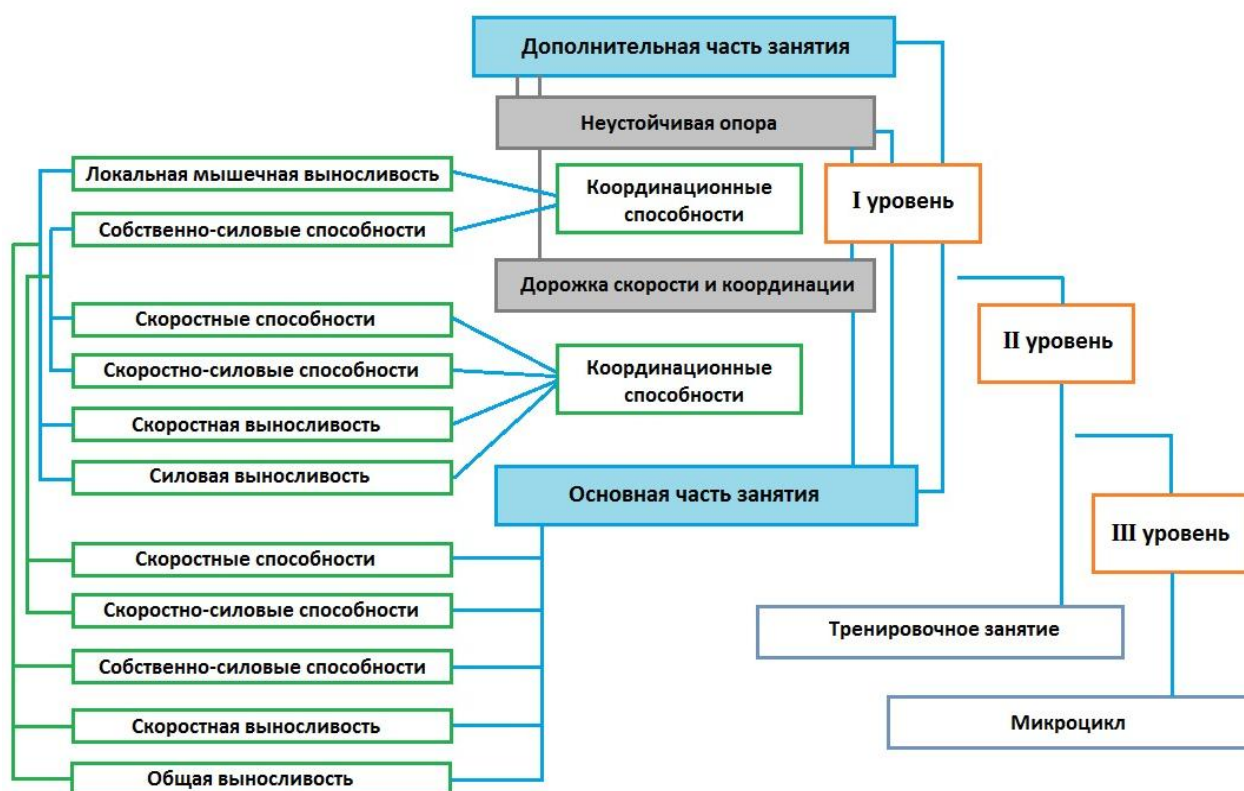 Дополнительная часть занятия
Неустойчивая опора
Локальная мышечная выносливость
Координационные
способности
I уровень
Собственно-силовые способности
Дорожка скорости и координации
Скоростные способности
II уровень
Скоростно-силовые способности
Координационные
способности
Скоростная выносливость
Силовая выносливость
Основная часть занятия
III уровень
Скоростные способности
Скоростно-силовые способности
Тренировочное занятие
Собственно-силовые способности
Скоростная выносливость
Микроцикл
Общая выносливость